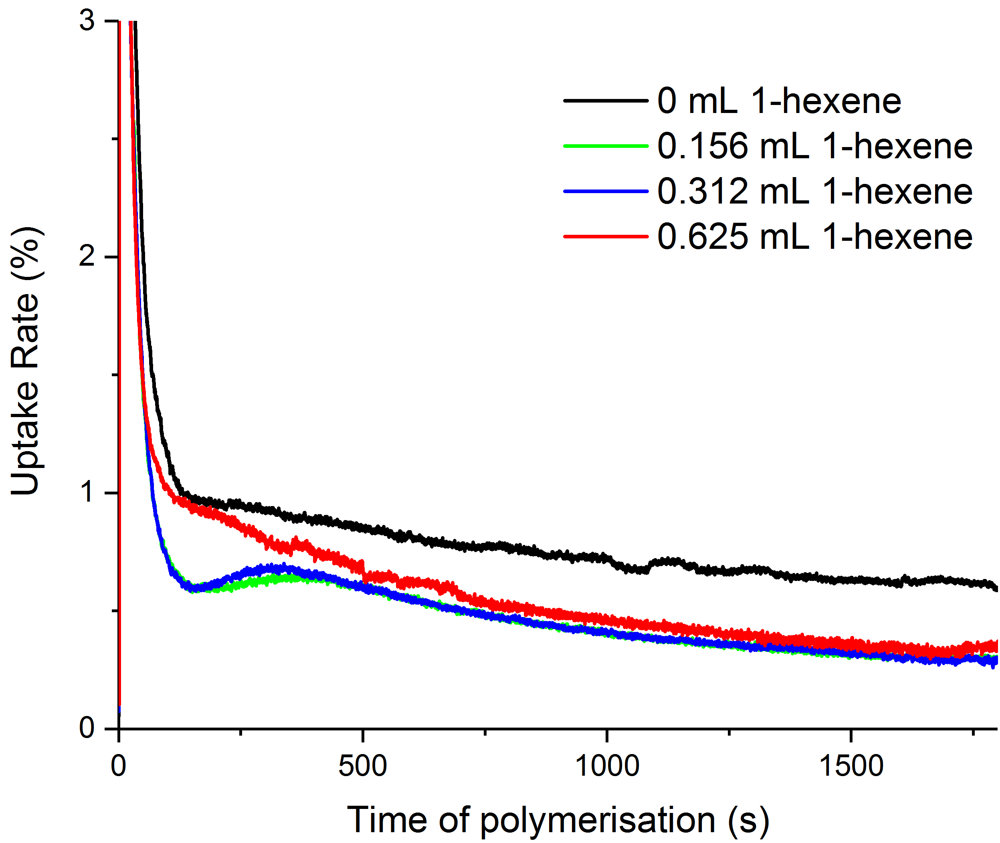 3
2
1
0
Uptake Rate (%)
0 mL 1-hexene
0.156 mL 1-hexene
0.312 mL 1-hexene
0.625 mL 1-hexene
0 500 1000 1500
Time of polymerisation (s)